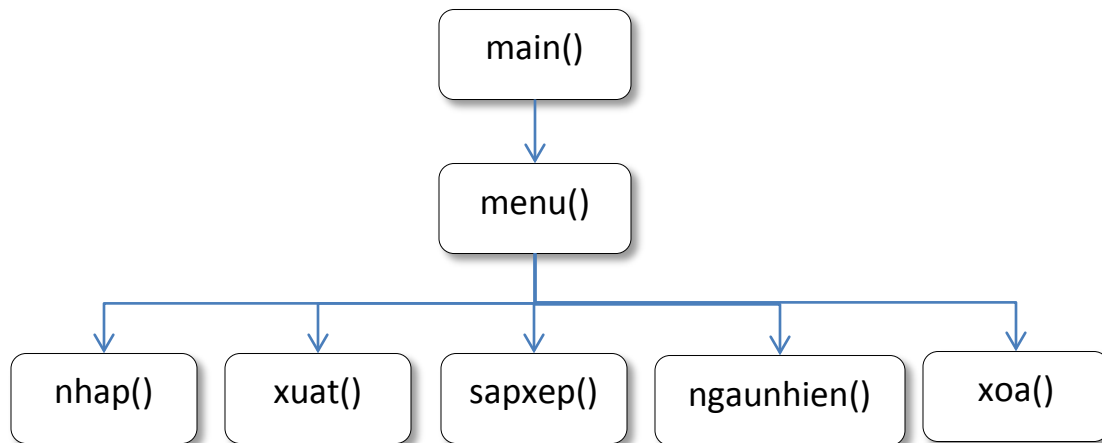 main()
menu()
nhap()
xuat()
sapxep()
ngaunhien()
xoa()